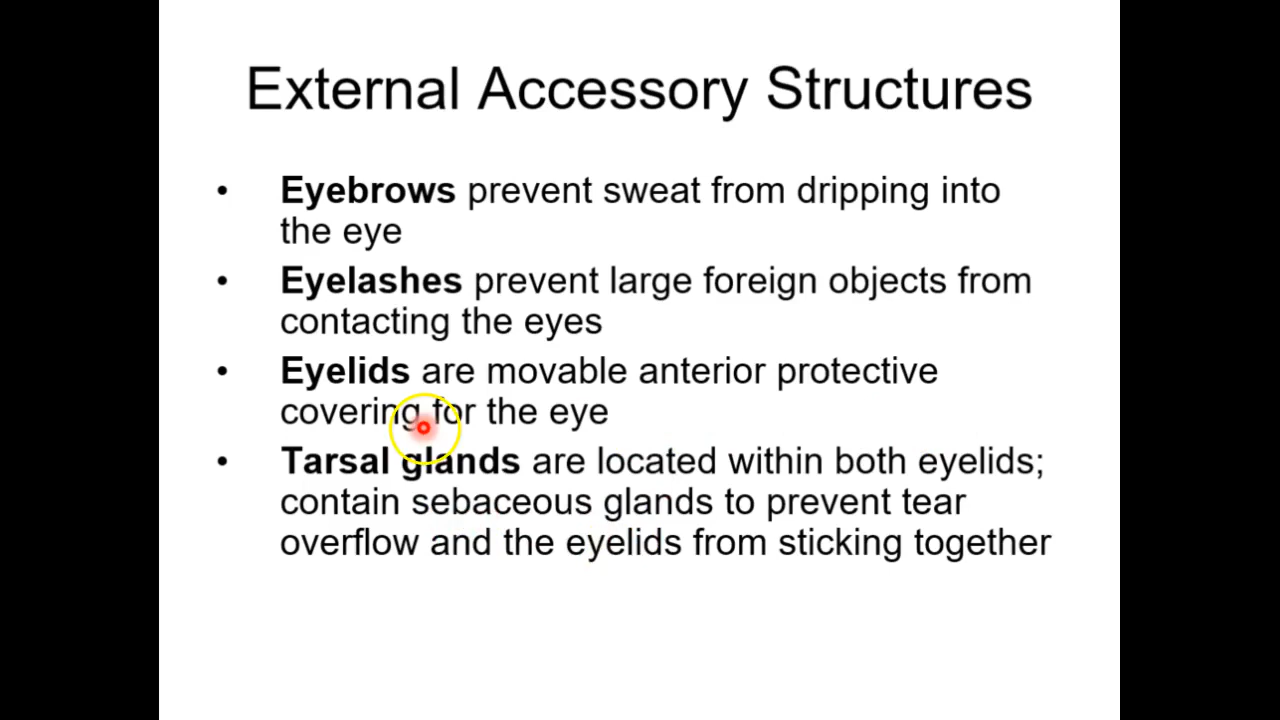 External Accessory Structures
• Eyebrows prevent sweat from dripping into
the eye
• Eyelashes prevent large foreign objects from
contacting the eyes
• Eyelids are movable anterior protective
covering for the eye
• Tarsal glands are located within both eyelids;
contain sebaceous glands to prevent tear
overflow and the eyelids from sticking together